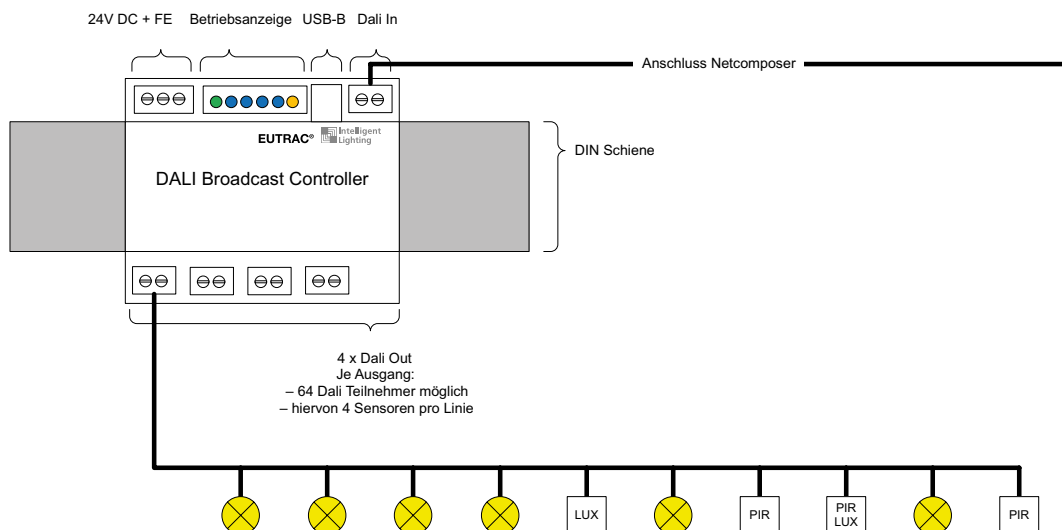 24V DC + FE Betriebsanzeige USB-B Dali In
Anschluss Netcomposer
EUTRAC® Intelligent
Lighting
DIN Schiene
DALI Broadcast Controller
4 x Dali Out
Je Ausgang:
– 64 Dali Teilnehmer möglich
– hiervon 4 Sensoren pro Linie
LUX PIR PIR LUX PIR